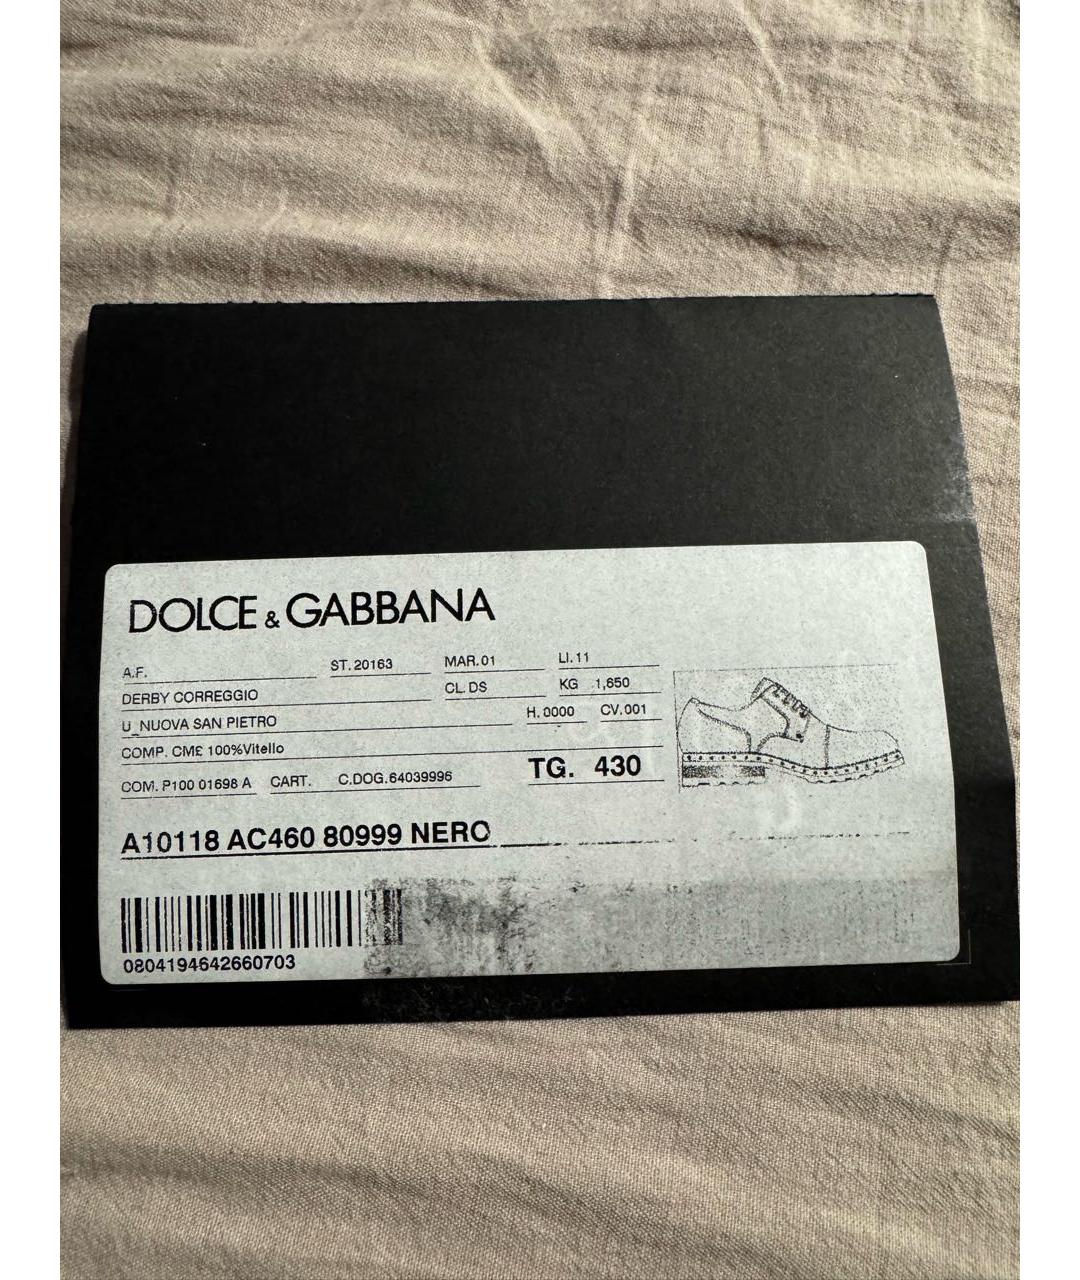 DOLCE & GABBANA
A.F. ST. 20163 MAR. 01 LI. 11
DERBY CORREGGIO CL. DS KG 1,650
U_NUOVA SAN PIETRO H. 0000 CV. 001
COMP. CM£ 100%Vitello
COM. P100 01698 A CART. C.DOG.64039996 TG. 430
A10118 AC460 80999 NERO
0804194642660703